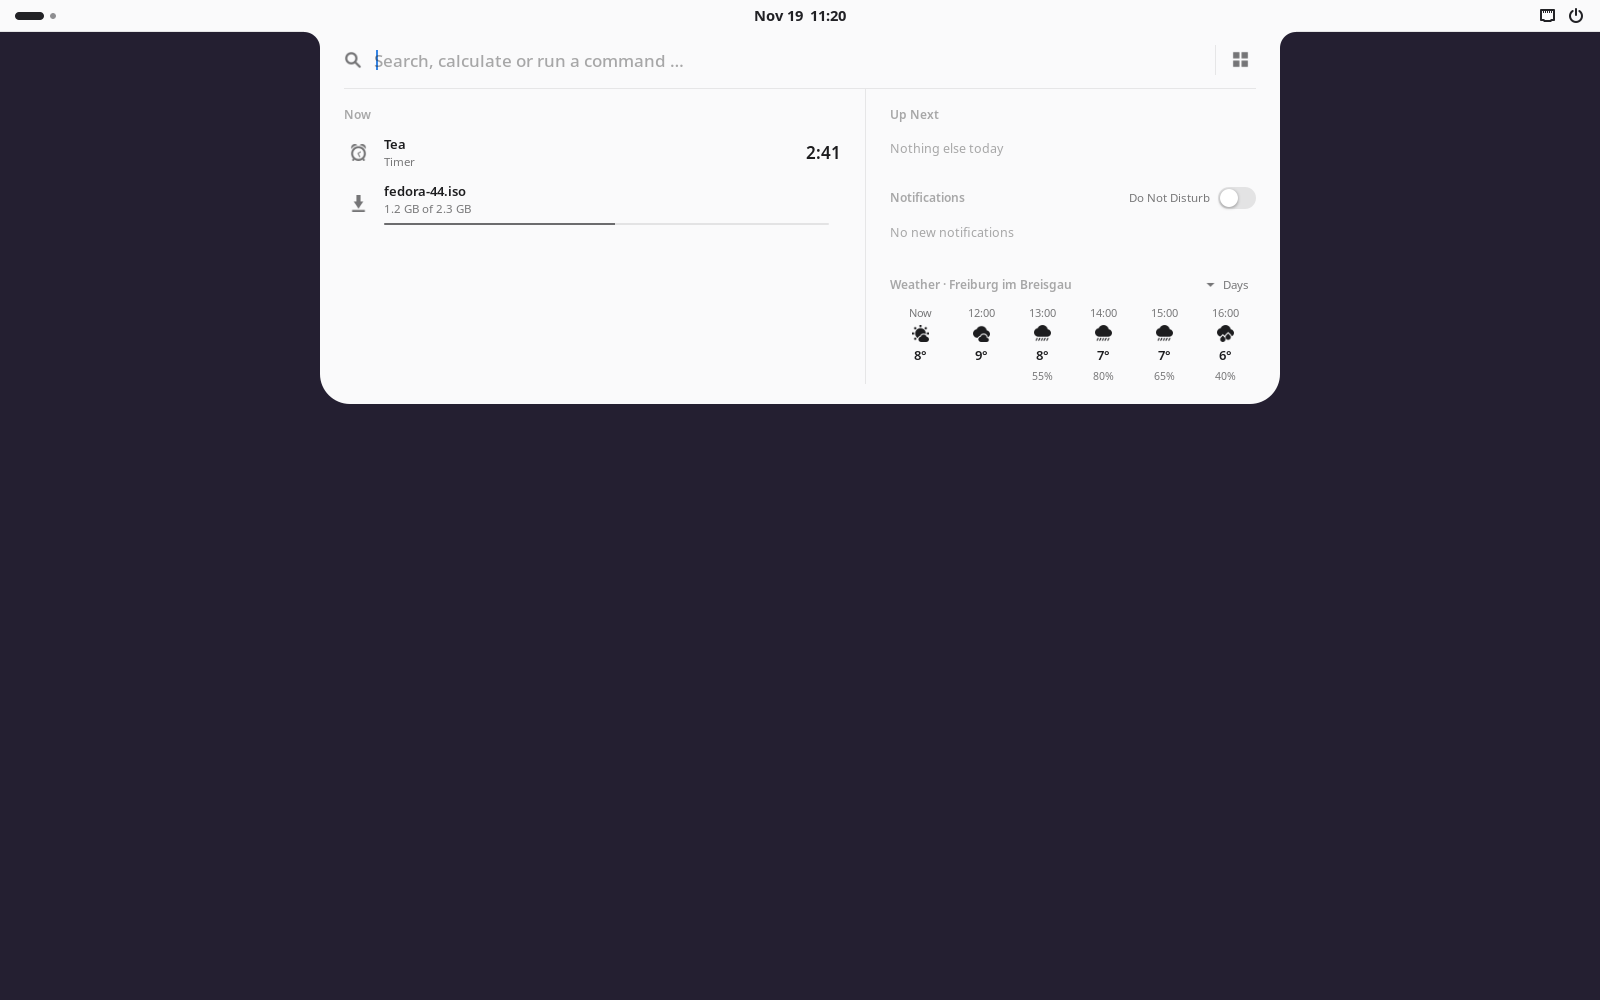 Nov 19 11:20
Search, calculate or run a command ...
Now
Tea
Timer
2:41
fedora-44.iso
1.2 GB of 2.3 GB
Up Next
Nothing else today
Notifications
Do Not Disturb
No new notifications
Weather · Freiburg im Breisgau
Days
Now 12:00 13:00 14:00 15:00 16:00
8° 9° 8° 7° 7° 6°
55% 80% 65% 40%